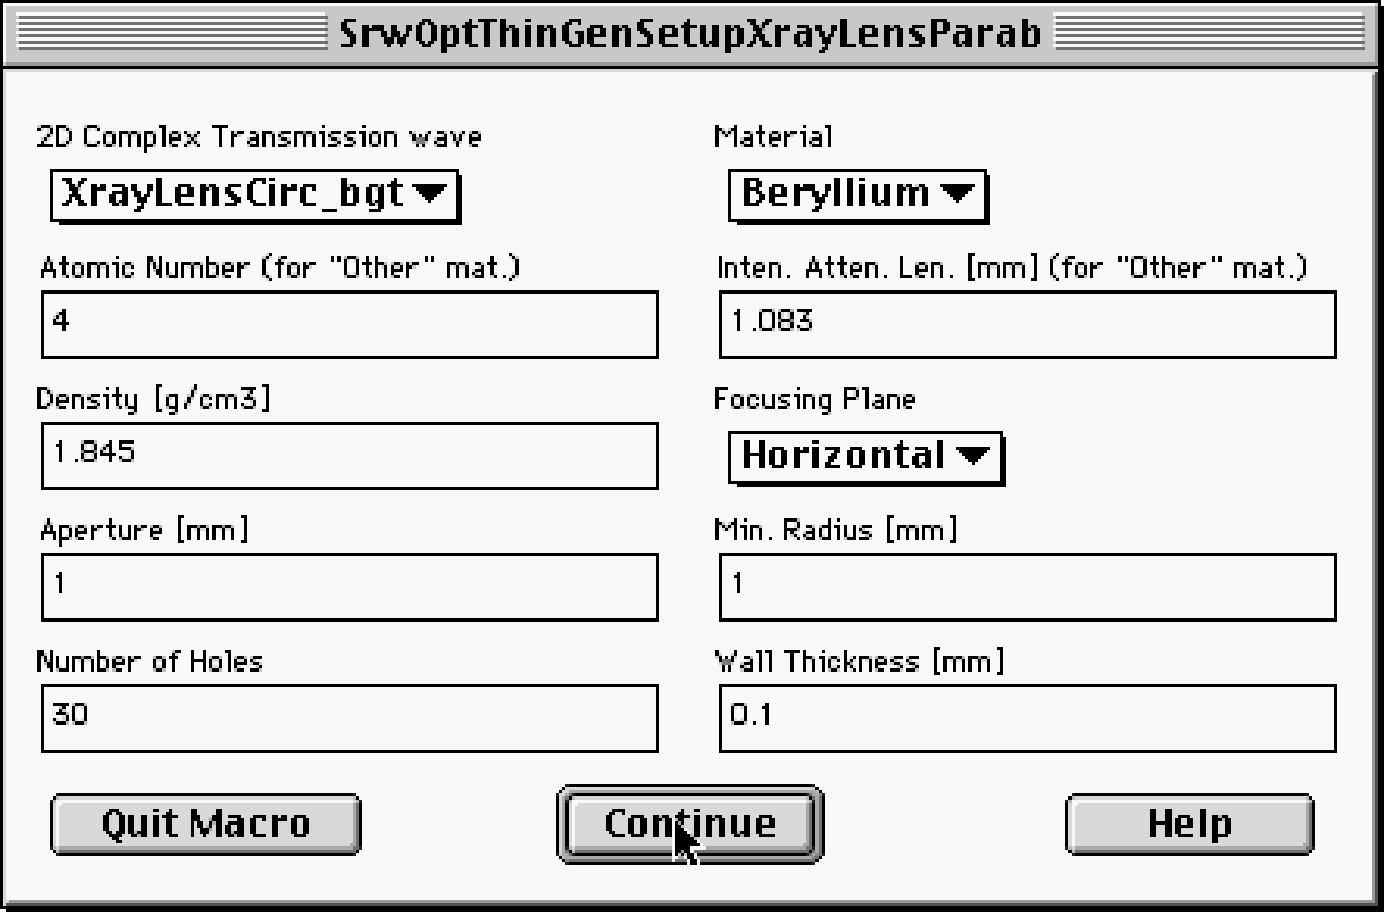 SrwOptThinGenSetupXrayLensParab
2D Complex Transmission wave
XrayLensCirc_bgt
Material
Beryllium
Atomic Number (for "Other" mat.)
4
Inten. Atten. Len. [mm] (for "Other" mat.)
1.083
Density [g/cm3]
1.845
Focusing Plane
Horizontal
Aperture [mm]
1
Min. Radius [mm]
1
Number of Holes
30
Wall Thickness [mm]
0.1
Quit Macro
Continue
Help